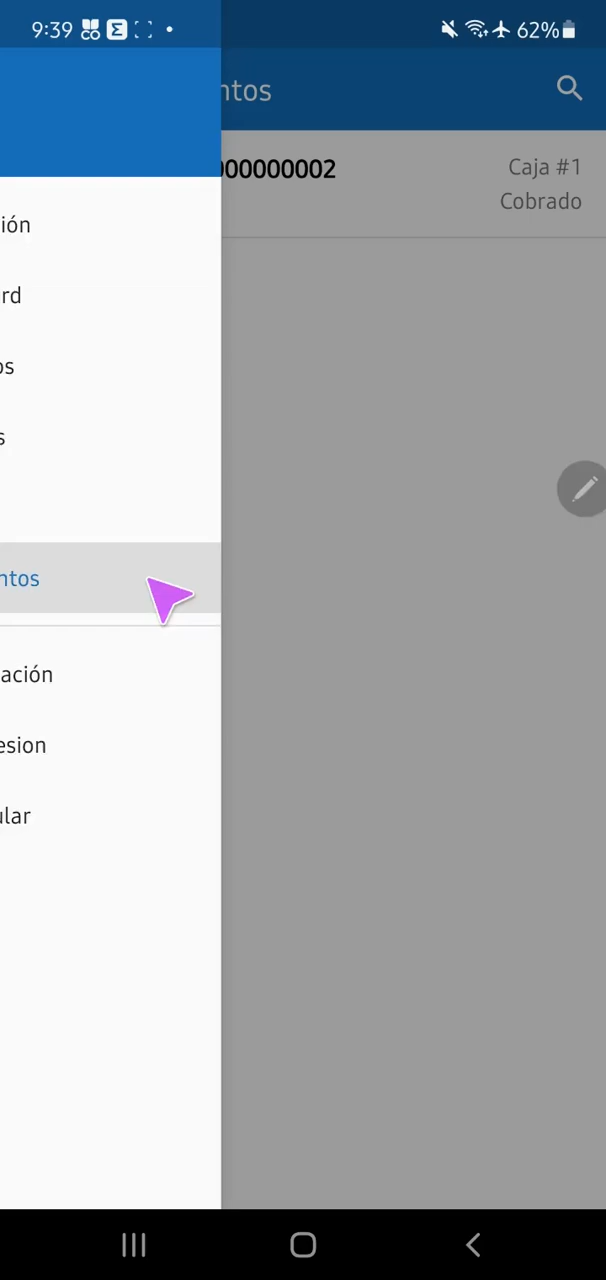 9:39 62%
ntos
000000002
Caja #1
Cobrado
ión
rd
os
s
ntos
ación
esion
ular